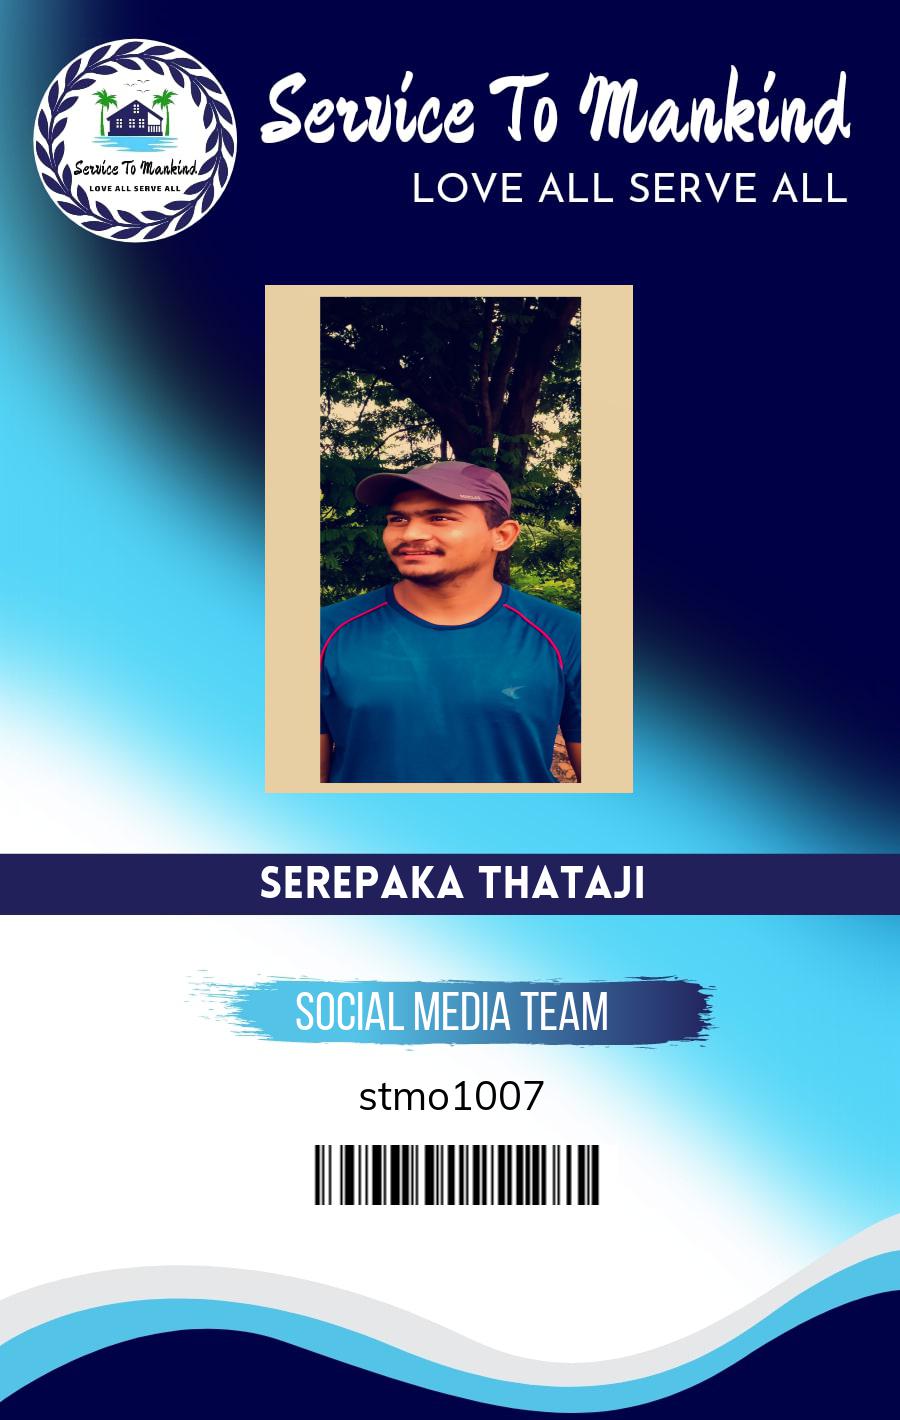 Service To Mankind
LOVE ALL SERVE ALL
Service To Mankind
LOVE ALL SERVE ALL
SEREPAKA THATAJI
SOCIAL MEDIA TEAM
stmo1007